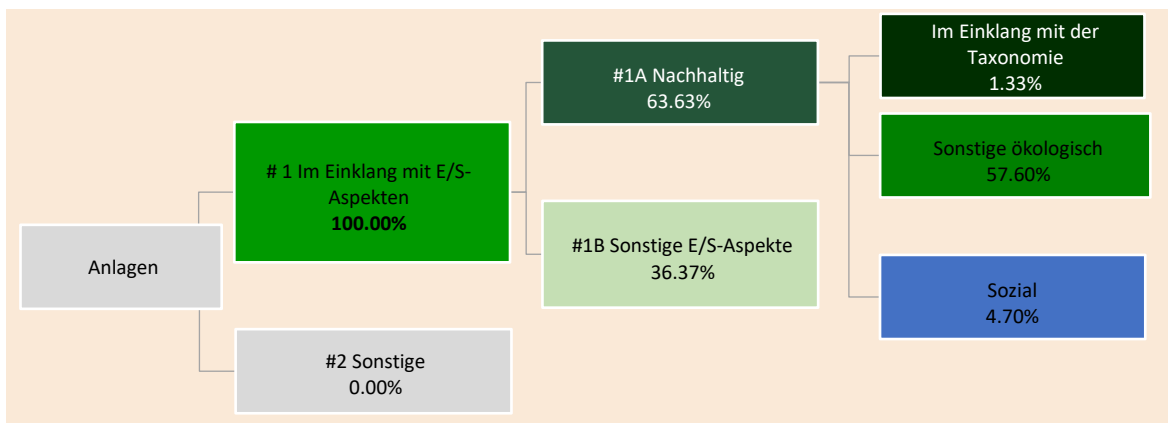 Anlagen
# 1 Im Einklang mit E/S-
Aspekten
100.00%
#2 Sonstige
0.00%
#1A Nachhaltig
63.63%
#1B Sonstige E/S-Aspekte
36.37%
Im Einklang mit der
Taxonomie
1.33%
Sonstige ökologisch
57.60%
Sozial
4.70%